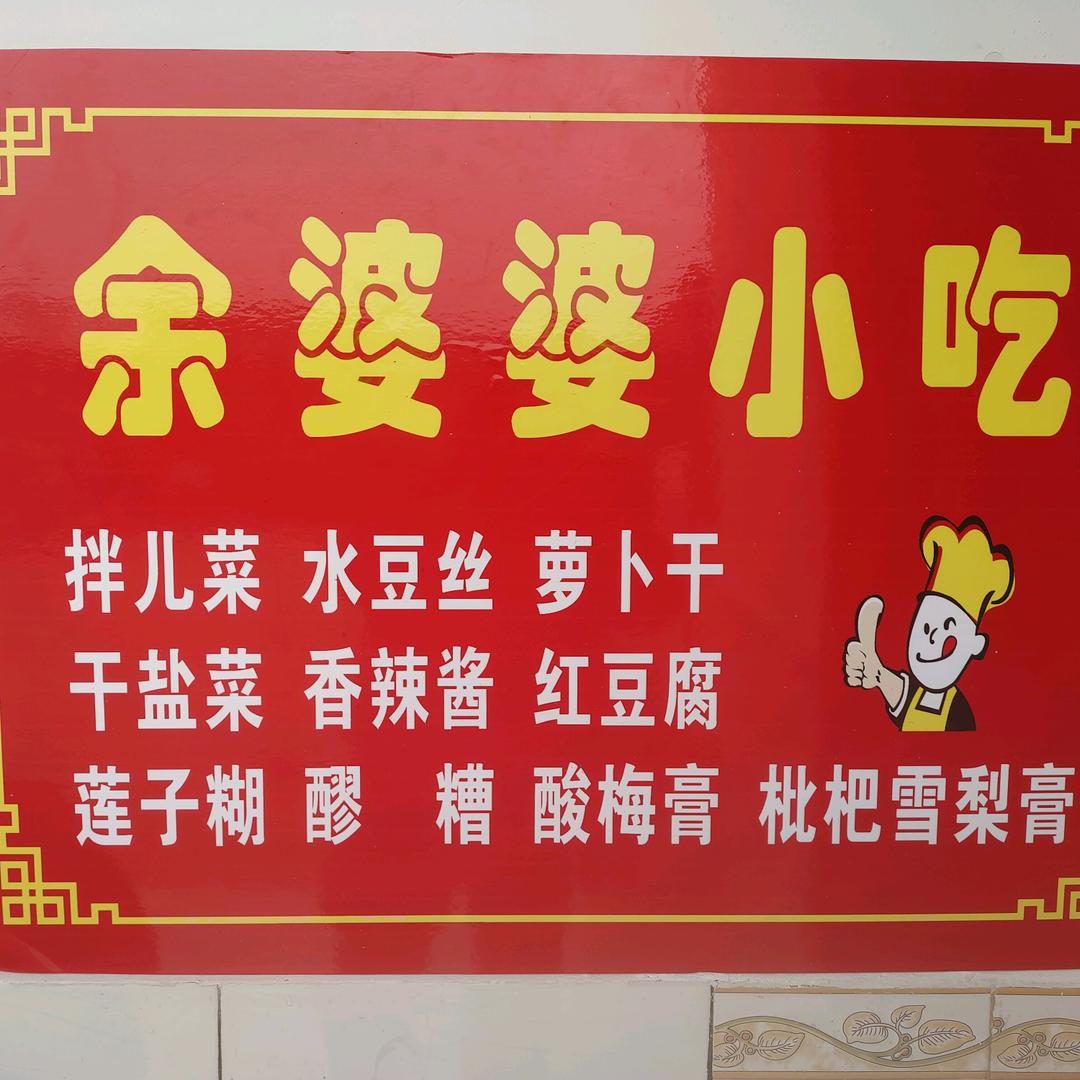 余婆婆小吃
拌儿菜 水豆丝 萝卜干
干盐菜 香辣酱 红豆腐
莲子糊 醪 糟 酸梅膏 枇杷雪梨膏